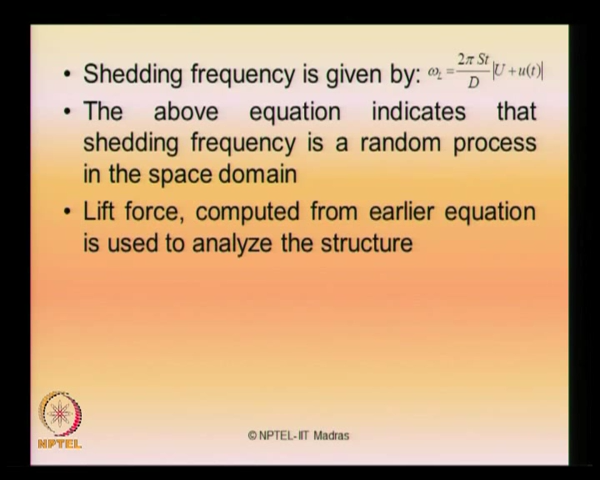 • Shedding frequency is given by: ω_L = 2π St / D |U + u(t)|
• The above equation indicates that
shedding frequency is a random process
in the space domain
• Lift force, computed from earlier equation
is used to analyze the structure
NPTEL
© NPTEL-IIT Madras